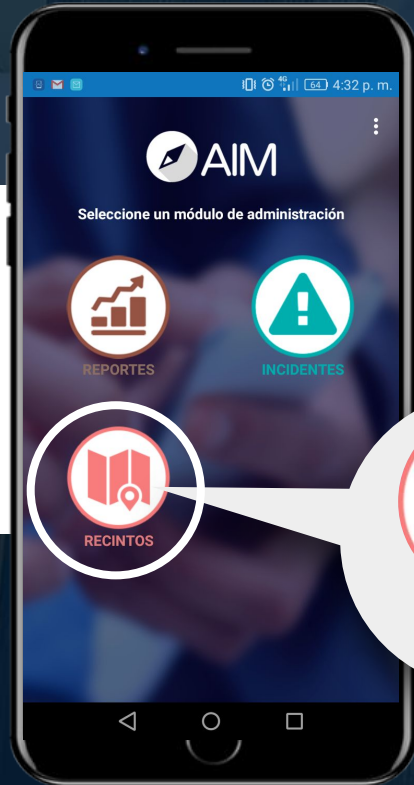 4G 64 4:32 p. m.
AIM
Seleccione un módulo de administración
REPORTES INCIDENTES
RECINTOS